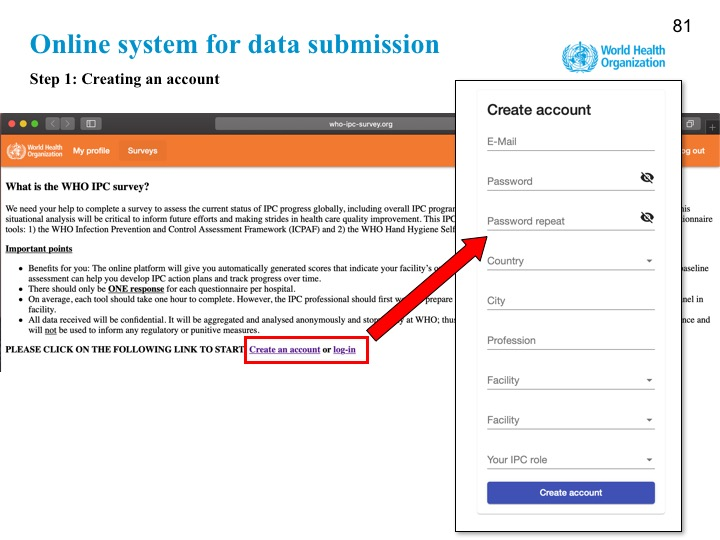 81
Online system for data submission
World Health
Organization
Step 1: Creating an account
who-ipc-survey.org
World Health
Organization
My profile
Surveys
og out
What is the WHO IPC survey?
We need your help to complete a survey to assess the current status of IPC progress globally, including overall IPC progra
his
situational analysis will be critical to inform future efforts and making strides in health care quality improvement. This IPC
onnaire
tools: 1) the WHO Infection Prevention and Control Assessment Framework (ICPAF) and 2) the WHO Hand Hygiene Self
Important points
• Benefits for you: The online platform will give you automatically generated scores that indicate your facility's
baseline
assessment can help you develop IPC action plans and track progress over time.
• There should only be ONE response for each questionnaire per hospital.
• On average, each tool should take one hour to complete. However, the IPC professional should first prepare
nel in
facility.
• All data received will be confidential. It will be aggregated and analysed anonymously and at WHO; thus
nce and
will not be used to inform any regulatory or punitive measures.
PLEASE CLICK ON THE FOLLOWING LINK TO START Create an account or log-in
Create account
E-Mail
Password
Password repeat
Country
City
Profession
Facility
Facility
Your IPC role
Create account